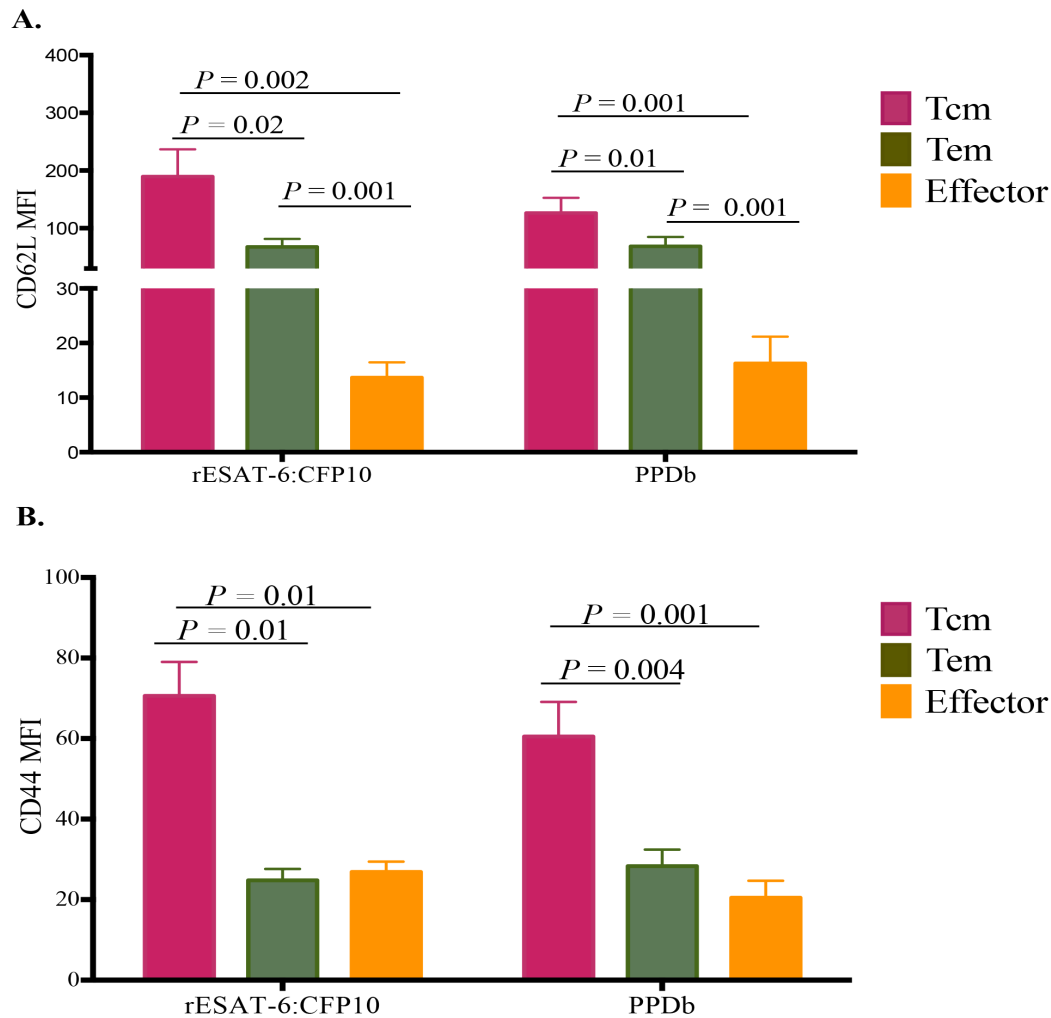 A.
CD62L MFI
400
300
200
100
30
20
10
0
P = 0.002
P = 0.02
P = 0.001
P = 0.001
P = 0.01
P = 0.001
rESAT-6:CFP10
PPDb
Tcm
Tem
Effector
B.
CD44 MFI
100
80
60
40
20
0
P = 0.01
P = 0.01
P = 0.001
P = 0.004
rESAT-6:CFP10
PPDb
Tcm
Tem
Effector